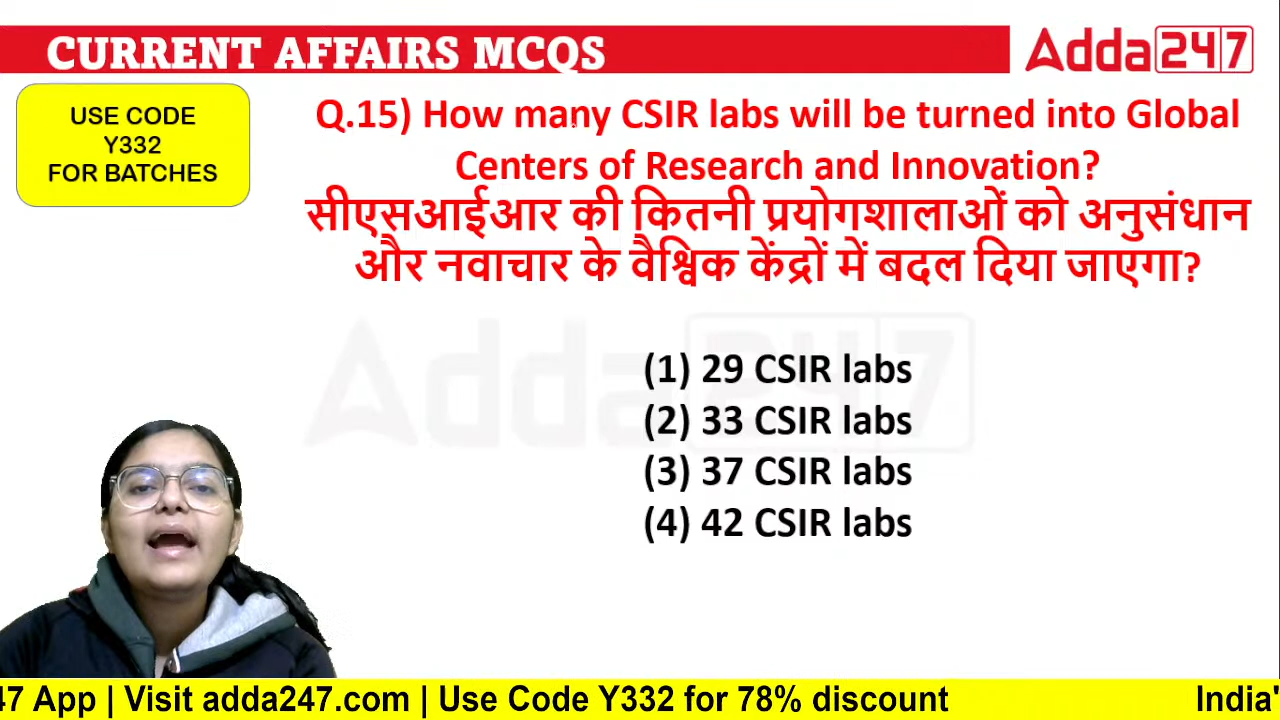 CURRENT AFFAIRS MCQS
Adda247
USE CODE
Y332
FOR BATCHES
Q.15) How many CSIR labs will be turned into Global
Centers of Research and Innovation?
सीएसआईआर की कितनी प्रयोगशालाओं को अनुसंधान
और नवाचार के वैश्विक केंद्रों में बदल दिया जाएगा?
Adda247
(1) 29 CSIR labs
(2) 33 CSIR labs
(3) 37 CSIR labs
(4) 42 CSIR labs
47 App | Visit adda247.com | Use Code Y332 for 78% discount
India'